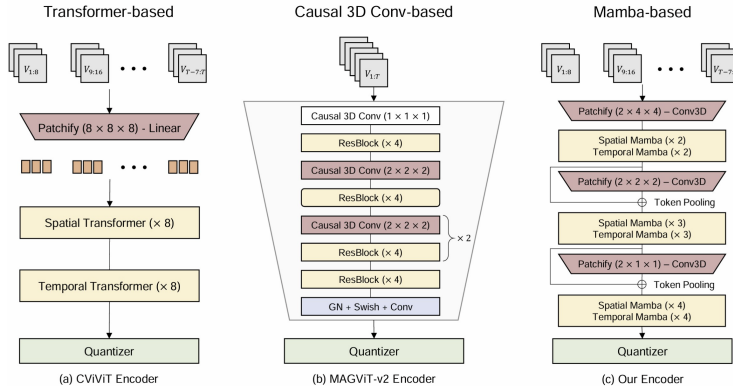 Transformer-based
V1:8
V9:16
• • •
VT−7:T
Patchify (8 × 8 × 8) - Linear
• • •
Spatial Transformer (× 8)
Temporal Transformer (× 8)
Quantizer
(a) CViViT Encoder
Causal 3D Conv-based
V1:T
Causal 3D Conv (1 × 1 × 1)
ResBlock (× 4)
Causal 3D Conv (2 × 2 × 2)
ResBlock (× 4)
Causal 3D Conv (2 × 2 × 2)
ResBlock (× 4)
× 2
ResBlock (× 4)
GN + Swish + Conv
Quantizer
(b) MAGViT-v2 Encoder
Mamba-based
V1:8
V9:16
• • •
VT−7:
Patchify (2 × 4 × 4) – Conv3D
Spatial Mamba (× 2)
Temporal Mamba (× 2)
Patchify (2 × 2 × 2) – Conv3D
Token Pooling
Spatial Mamba (× 3)
Temporal Mamba (× 3)
Patchify (2 × 1 × 1) – Conv3D
Token Pooling
Spatial Mamba (× 4)
Temporal Mamba (× 4)
Quantizer
(c) Our Encoder